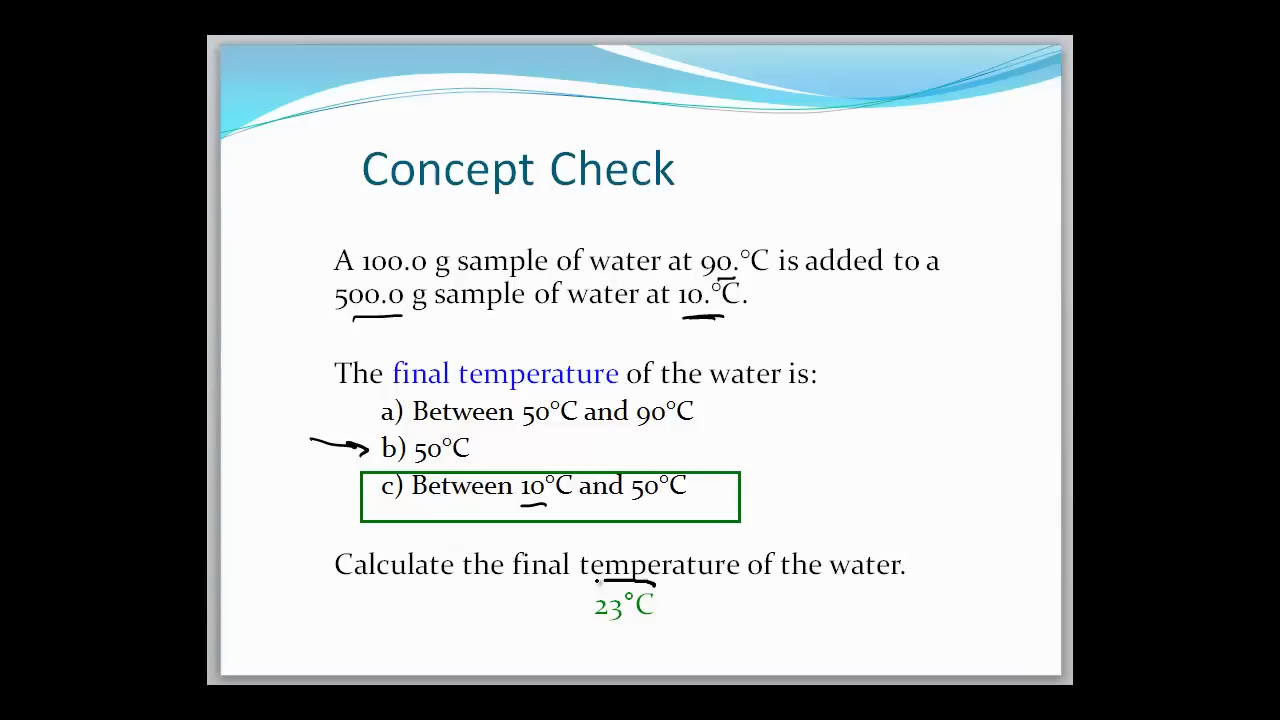 Concept Check
A 100.0 g sample of water at 90.°C is added to a
500.0 g sample of water at 10.°C.
The final temperature of the water is:
a) Between 50°C and 90°C
b) 50°C
c) Between 10°C and 50°C
Calculate the final temperature of the water.
23°C